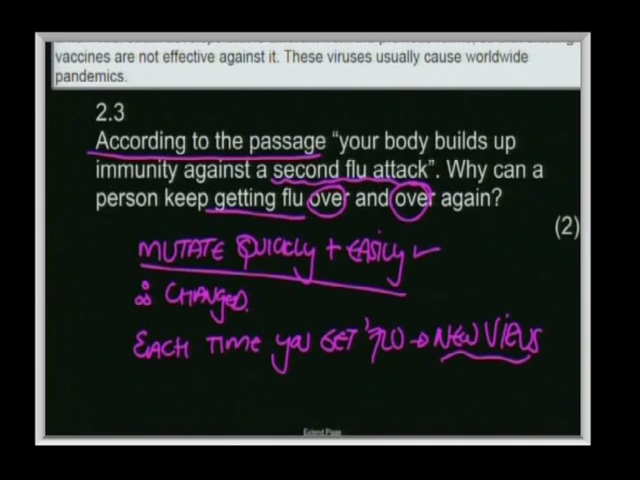 vaccines are not effective against it. These viruses usually cause worldwide
pandemics.
2.3
According to the passage “your body builds up
immunity against a second flu attack”. Why can a
person keep getting flu over and over again?
(2)
MUTATE QUICKLY + EASILY ✓
∴ CHANGED.
EACH TIME YOU GET 'FLU → NEW VIRUS
Extend Page